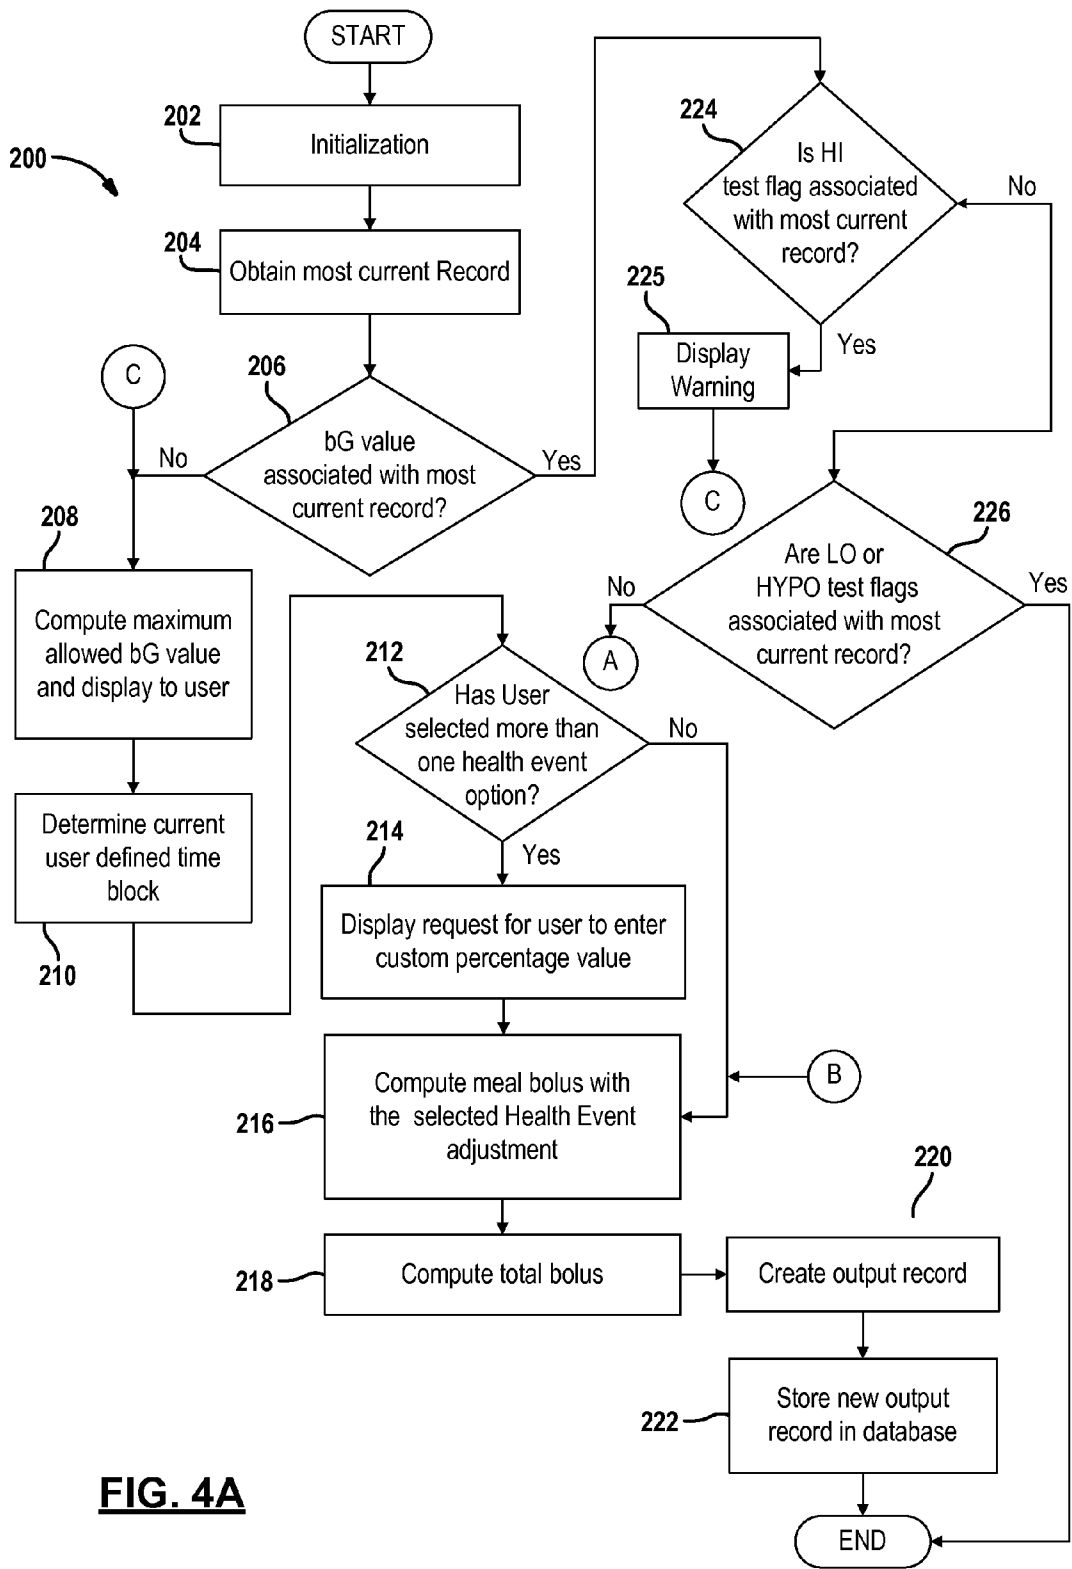 START
202
Initialization
200
204
Obtain most current Record
C
206
bG value
associated with most
current record?
No
Yes
224
Is HI
test flag associated
with most current
record?
No
Yes
225
Display
Warning
C
226
Are LO or
HYPO test flags
associated with most
current record?
No
Yes
A
208
Compute maximum
allowed bG value
and display to user
Determine current
user defined time
block
210
212
Has User
selected more than
one health event
option?
No
Yes
214
Display request for user to enter
custom percentage value
216
Compute meal bolus with
the selected Health Event
adjustment
B
218
Compute total bolus
220
Create output record
222
Store new output
record in database
END
FIG. 4A